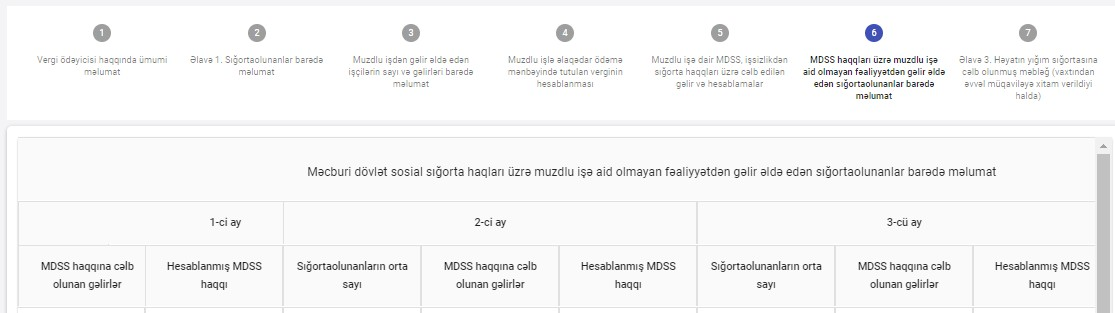 1
Vergi ödəyicisi haqqında ümumi
məlumat
2
Əlavə 1. Sığortaolunanlar barədə
məlumat
3
Muzdlu işdən gəlir əldə edən
işçilərin sayı və gəlirləri barədə
məlumat
4
Muzdlu işlə əlaqədar ödəmə
mənbəyində tutulan verginin
hesablanması
5
Muzdlu işə dair MDSS, işsizlikdən
sığorta haqqları üzrə cəlb edilən
gəlir və hesablamalar
6
MDSS haqqları üzrə muzdlu işə
aid olmayan fəaliyyətdən gəlir əldə
edən sığortaolunanlar barədə
məlumat
7
Əlavə 3. Həyatın yığım sığortasına
cəlb olunmuş məbləğ (vaxtından
əvvəl müqaviləyə xitam verildiyi
halda)
Məcburi dövlət sosial sığorta haqları üzrə muzdlu işə aid olmayan fəaliyyətdən gəlir əldə edən sığortaolunanlar barədə məlumat
1-ci ay
2-ci ay
3-cü ay
MDSS haqqına cəlb
olunan gəlirlər
Hesablanmış MDSS
haqqı
Sığortaolunanların orta
sayı
MDSS haqqına cəlb
olunan gəlirlər
Hesablanmış MDSS
haqqı
Sığortaolunanların orta
sayı
MDSS haqqına cəlb
olunan gəlirlər
Hesablanmış MDSS
haqqı